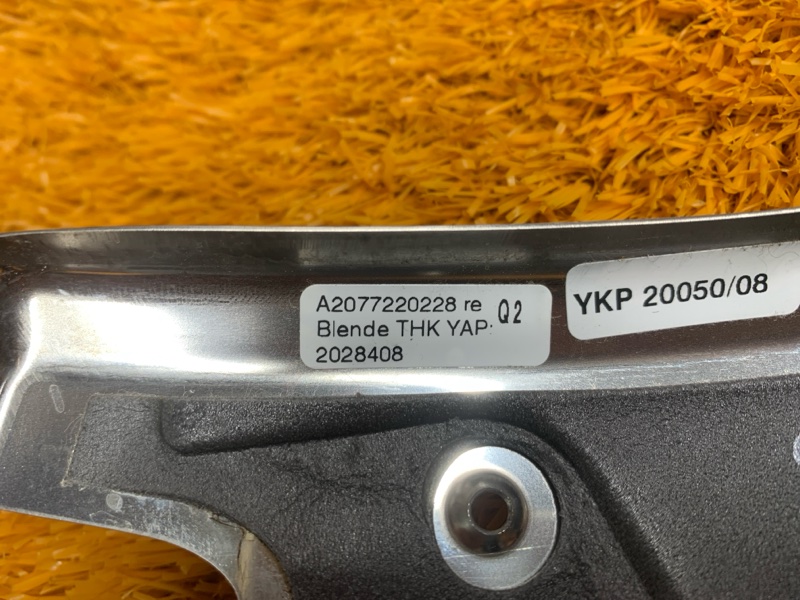 A2077220228 re
Blende THK YAP
2028408
Q2
YKP 20050/08